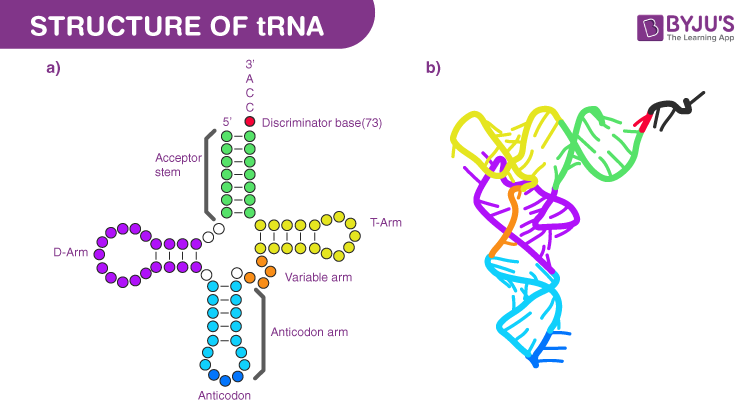 STRUCTURE OF tRNA
BYJU'S
The Learning App
a)
b)
3'
A
C
C
5'
Discriminator base(73)
Acceptor
stem
T-Arm
D-Arm
Variable arm
Anticodon arm
Anticodon